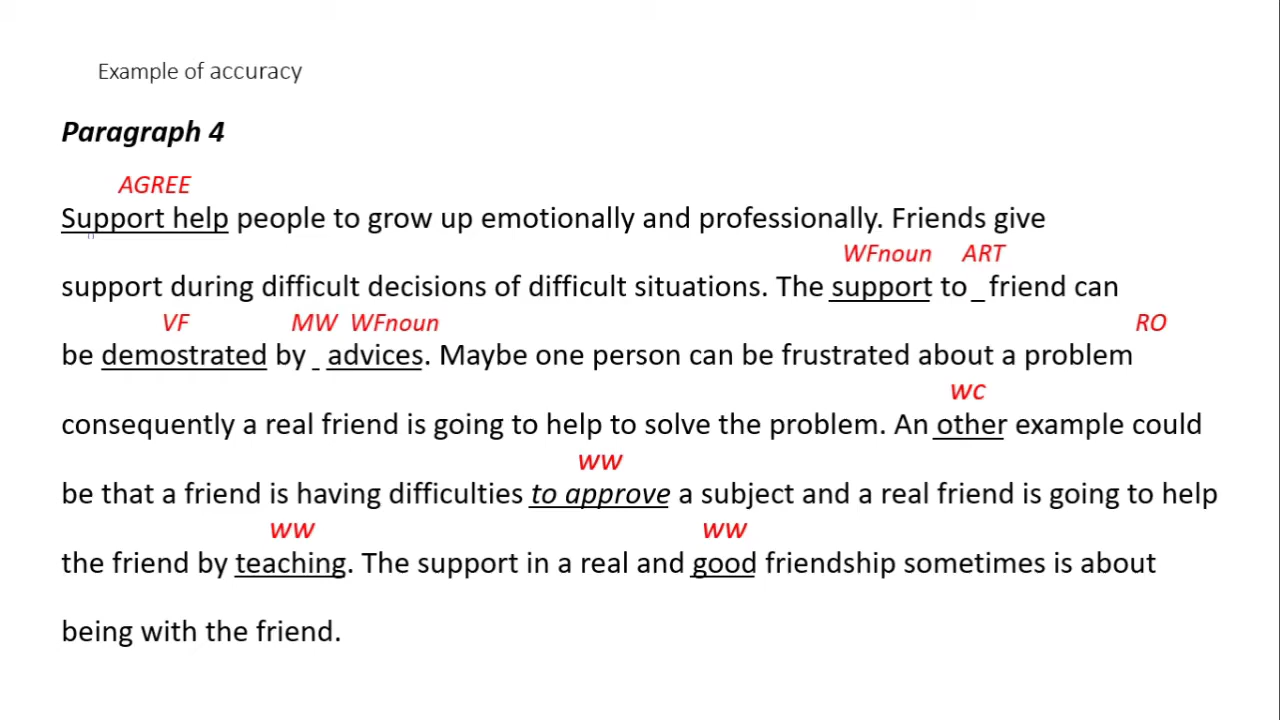 Example of accuracy
Paragraph 4
AGREE
Support help people to grow up emotionally and professionally. Friends give
WFnoun ART
support during difficult decisions of difficult situations. The support to _ friend can
VF MW WFnoun RO
be demostrated by _ advices. Maybe one person can be frustrated about a problem
WC
consequently a real friend is going to help to solve the problem. An other example could
WW
be that a friend is having difficulties to approve a subject and a real friend is going to help
WW WW
the friend by teaching. The support in a real and good friendship sometimes is about
being with the friend.